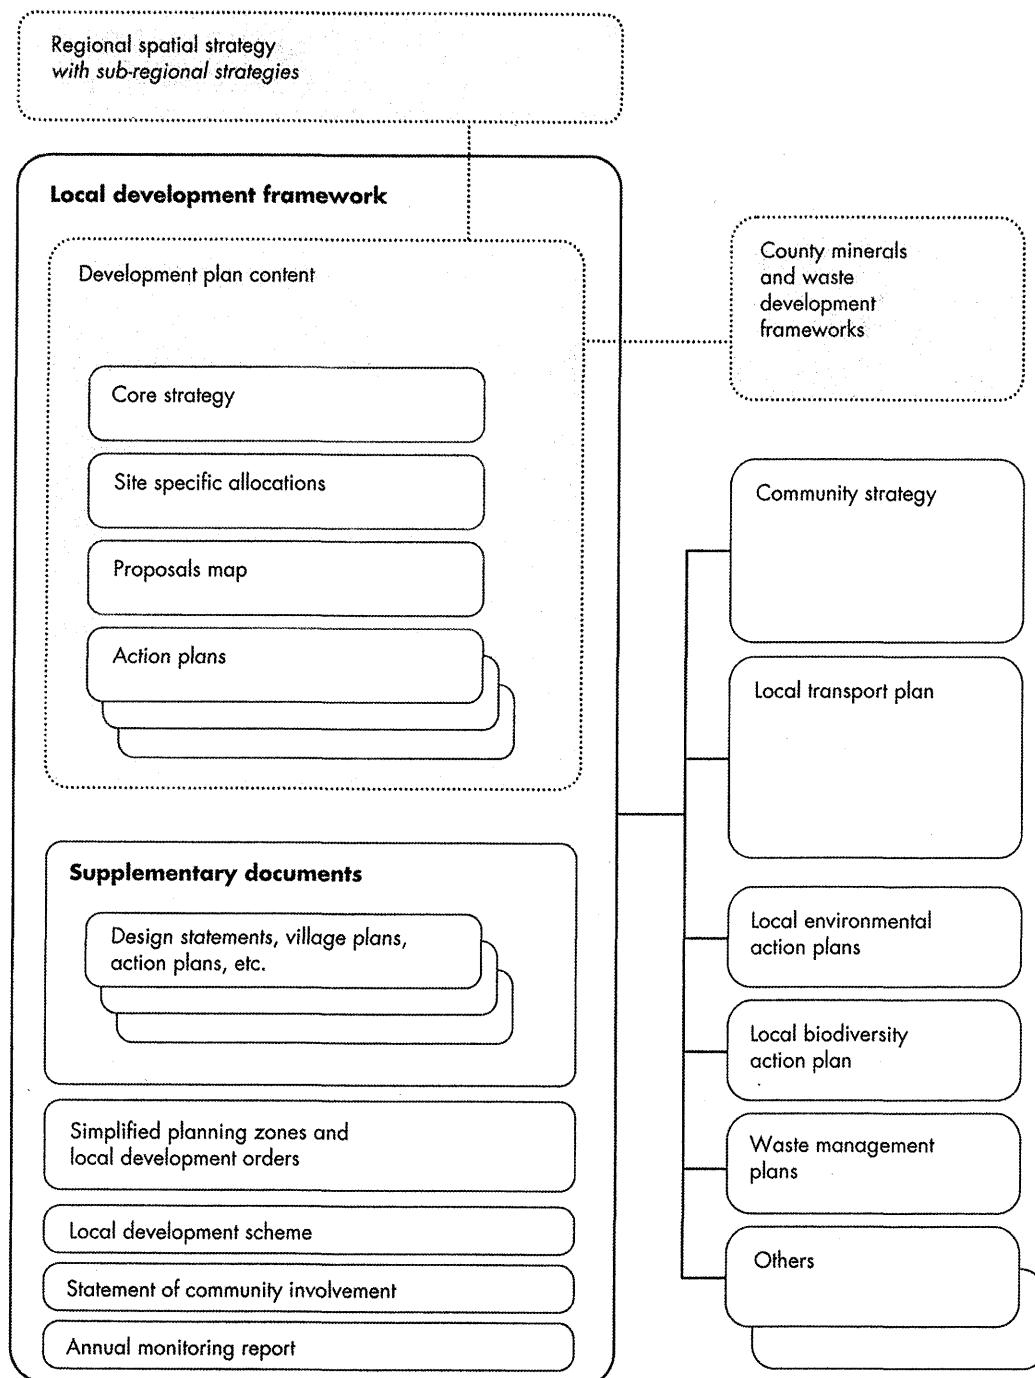 Regional spatial strategy
with sub-regional strategies
Local development framework
Development plan content
Core strategy
Site specific allocations
Proposals map
Action plans
Supplementary documents
Design statements, village plans,
action plans, etc.
Simplified planning zones and
local development orders
Local development scheme
Statement of community involvement
Annual monitoring report
County minerals
and waste
development
frameworks
Community strategy
Local transport plan
Local environmental
action plans
Local biodiversity
action plan
Waste management
plans
Others